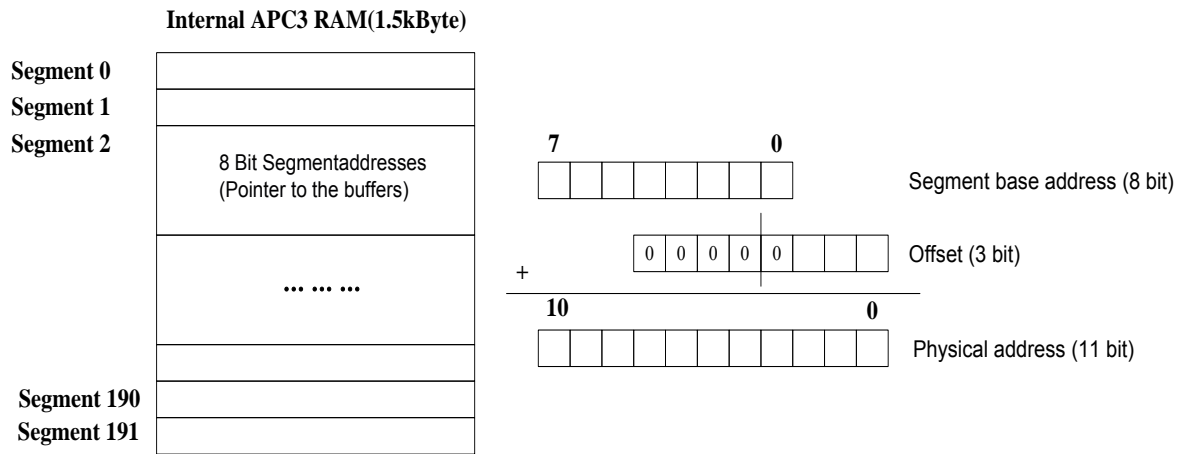 Internal APC3 RAM(1.5kByte)
Segment 0
Segment 1
Segment 2
8 Bit Segmentaddresses
(Pointer to the buffers)
... ... ...
Segment 190
Segment 191
7 0
Segment base address (8 bit)
0 0 0 0 0
Offset (3 bit)
+
10 0
Physical address (11 bit)